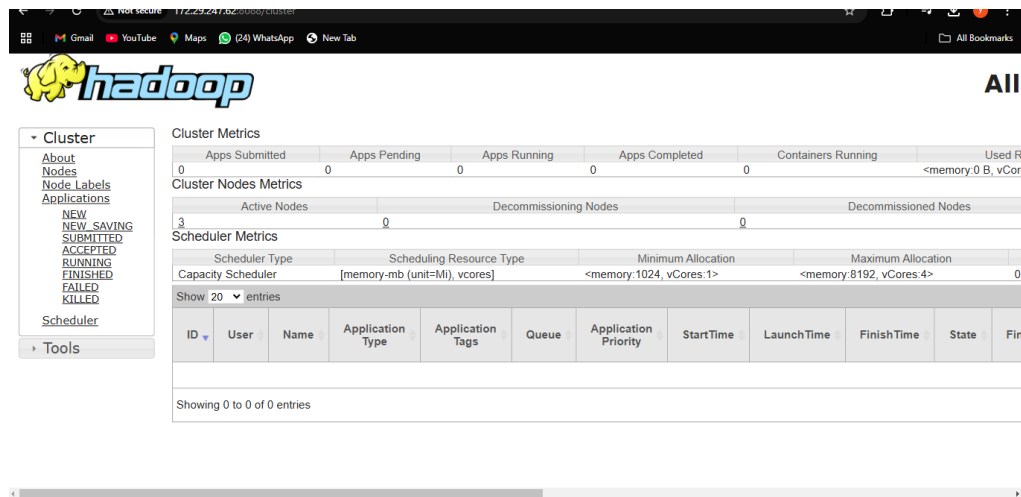 Not secure 172.29.247.62:8088/cluster
Gmail YouTube Maps (24) WhatsApp New Tab All Bookmarks
hadoop
All
Cluster
About
Nodes
Node Labels
Applications
NEW
NEW_SAVING
SUBMITTED
ACCEPTED
RUNNING
FINISHED
FAILED
KILLED
Scheduler
Tools
Cluster Metrics
Apps Submitted Apps Pending Apps Running Apps Completed Containers Running Used R
0 0 0 0 0 <memory:0 B, vCor
Cluster Nodes Metrics
Active Nodes Decommissioning Nodes Decommissioned Nodes
3 0 0
Scheduler Metrics
Scheduler Type Scheduling Resource Type Minimum Allocation Maximum Allocation
Capacity Scheduler [memory-mb (unit=Mi), vcores] <memory:1024, vCores:1> <memory:8192, vCores:4> 0
Show 20 entries
ID User Name Application Type Application Tags Queue Application Priority StartTime LaunchTime FinishTime State Fin
Showing 0 to 0 of 0 entries